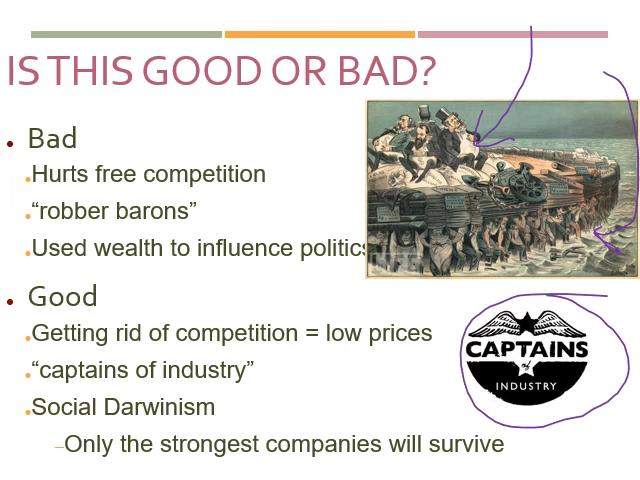 IS THIS GOOD OR BAD?
• Bad
•Hurts free competition
•“robber barons”
•Used wealth to influence politics
• Good
•Getting rid of competition = low prices
•“captains of industry”
•Social Darwinism
–Only the strongest companies will survive
CAPTAINS
of
INDUSTRY